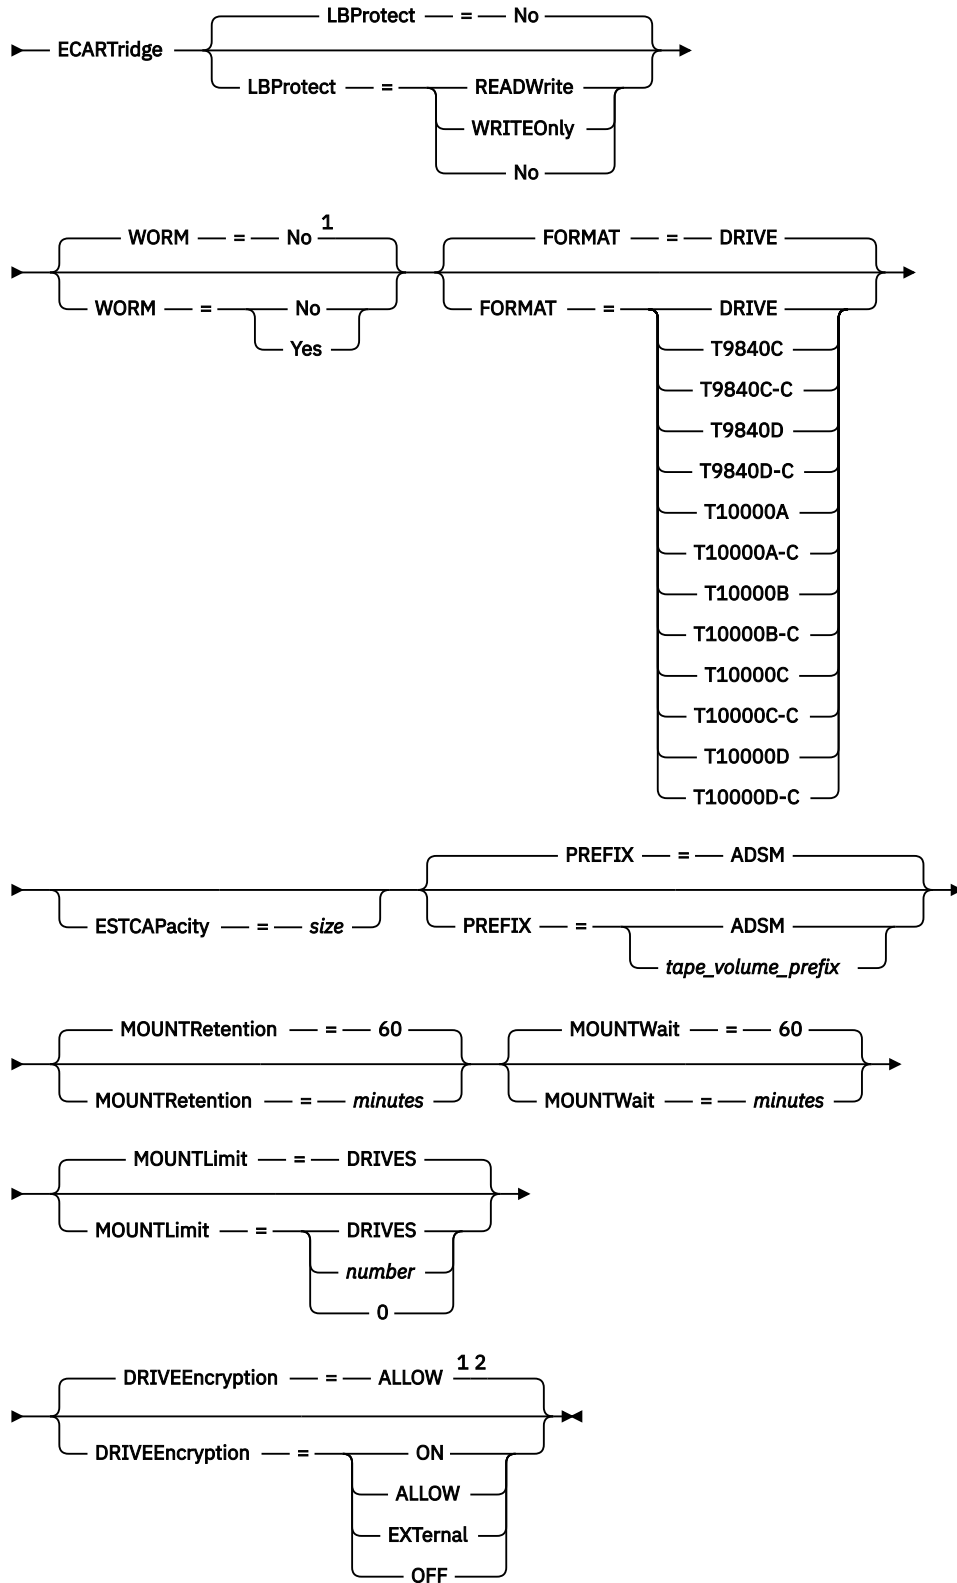 LBProtect = No
ECARTridge
LBProtect = READWrite
WRITEOnly
No
WORM = No 1 FORMAT = DRIVE
WORM = No FORMAT = DRIVE
Yes T9840C
T9840C-C
T9840D
T9840D-C
T10000A
T10000A-C
T10000B
T10000B-C
T10000C
T10000C-C
T10000D
T10000D-C
PREFIX = ADSM
ESTCAPacity = size PREFIX = ADSM
tape_volume_prefix
MOUNTRetention = 60 MOUNTWait = 60
MOUNTRetention = minutes MOUNTWait = minutes
MOUNTLimit = DRIVES
MOUNTLimit = DRIVES
number
0
DRIVEEncryption = ALLOW 1 2
DRIVEEncryption = ON
ALLOW
EXTernal
OFF